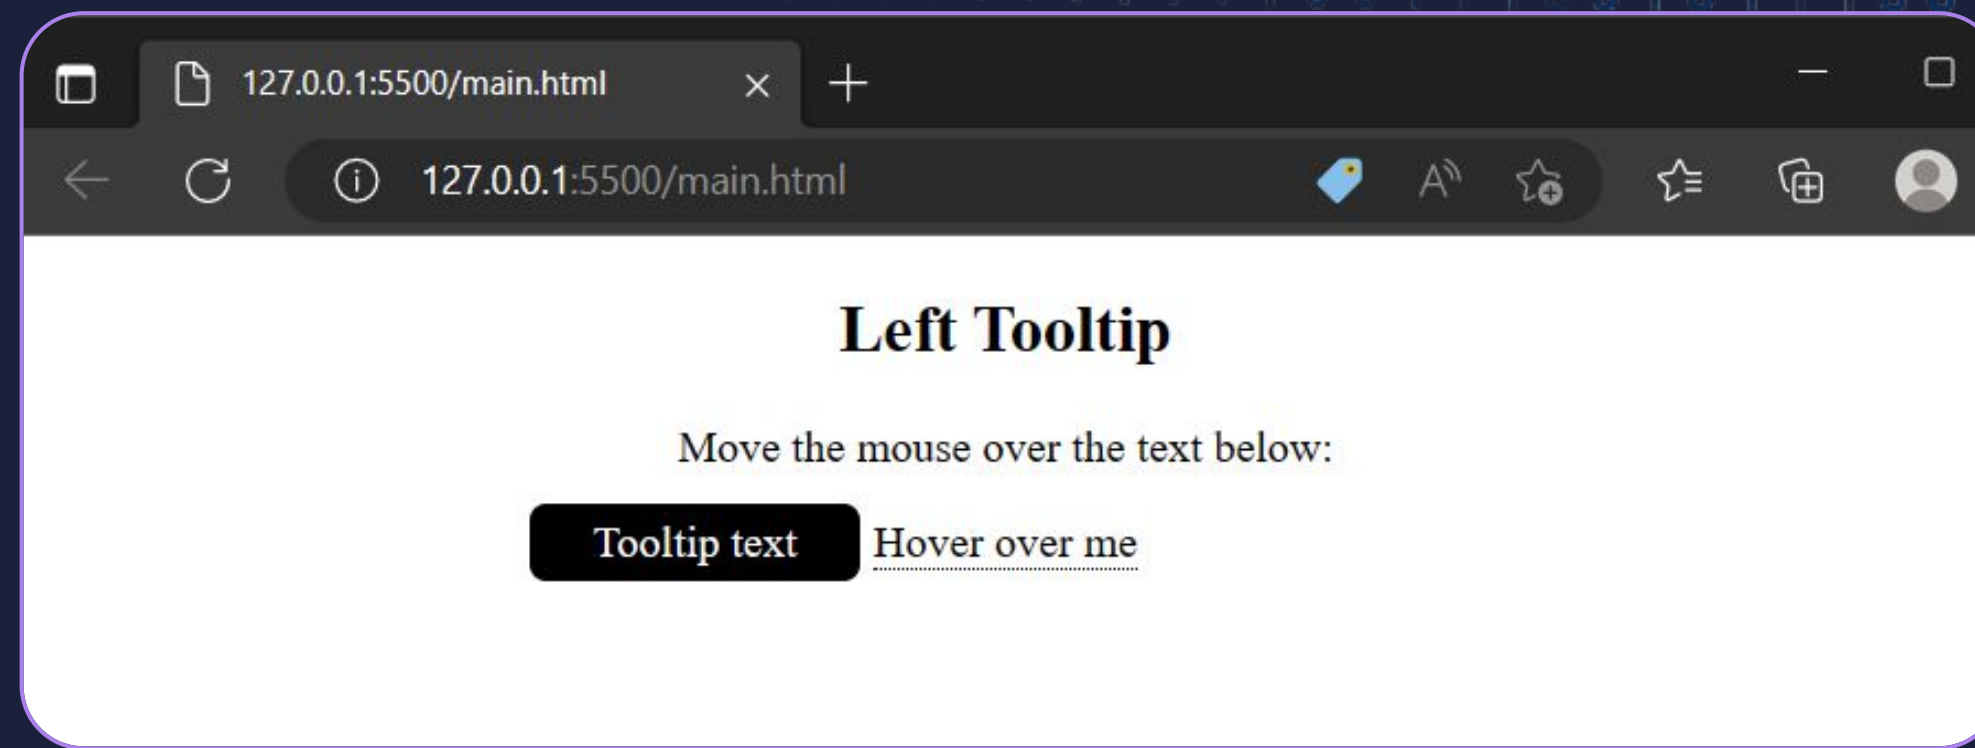 127.0.0.1:5500/main.html
127.0.0.1:5500/main.html
Left Tooltip
Move the mouse over the text below:
Tooltip text Hover over me